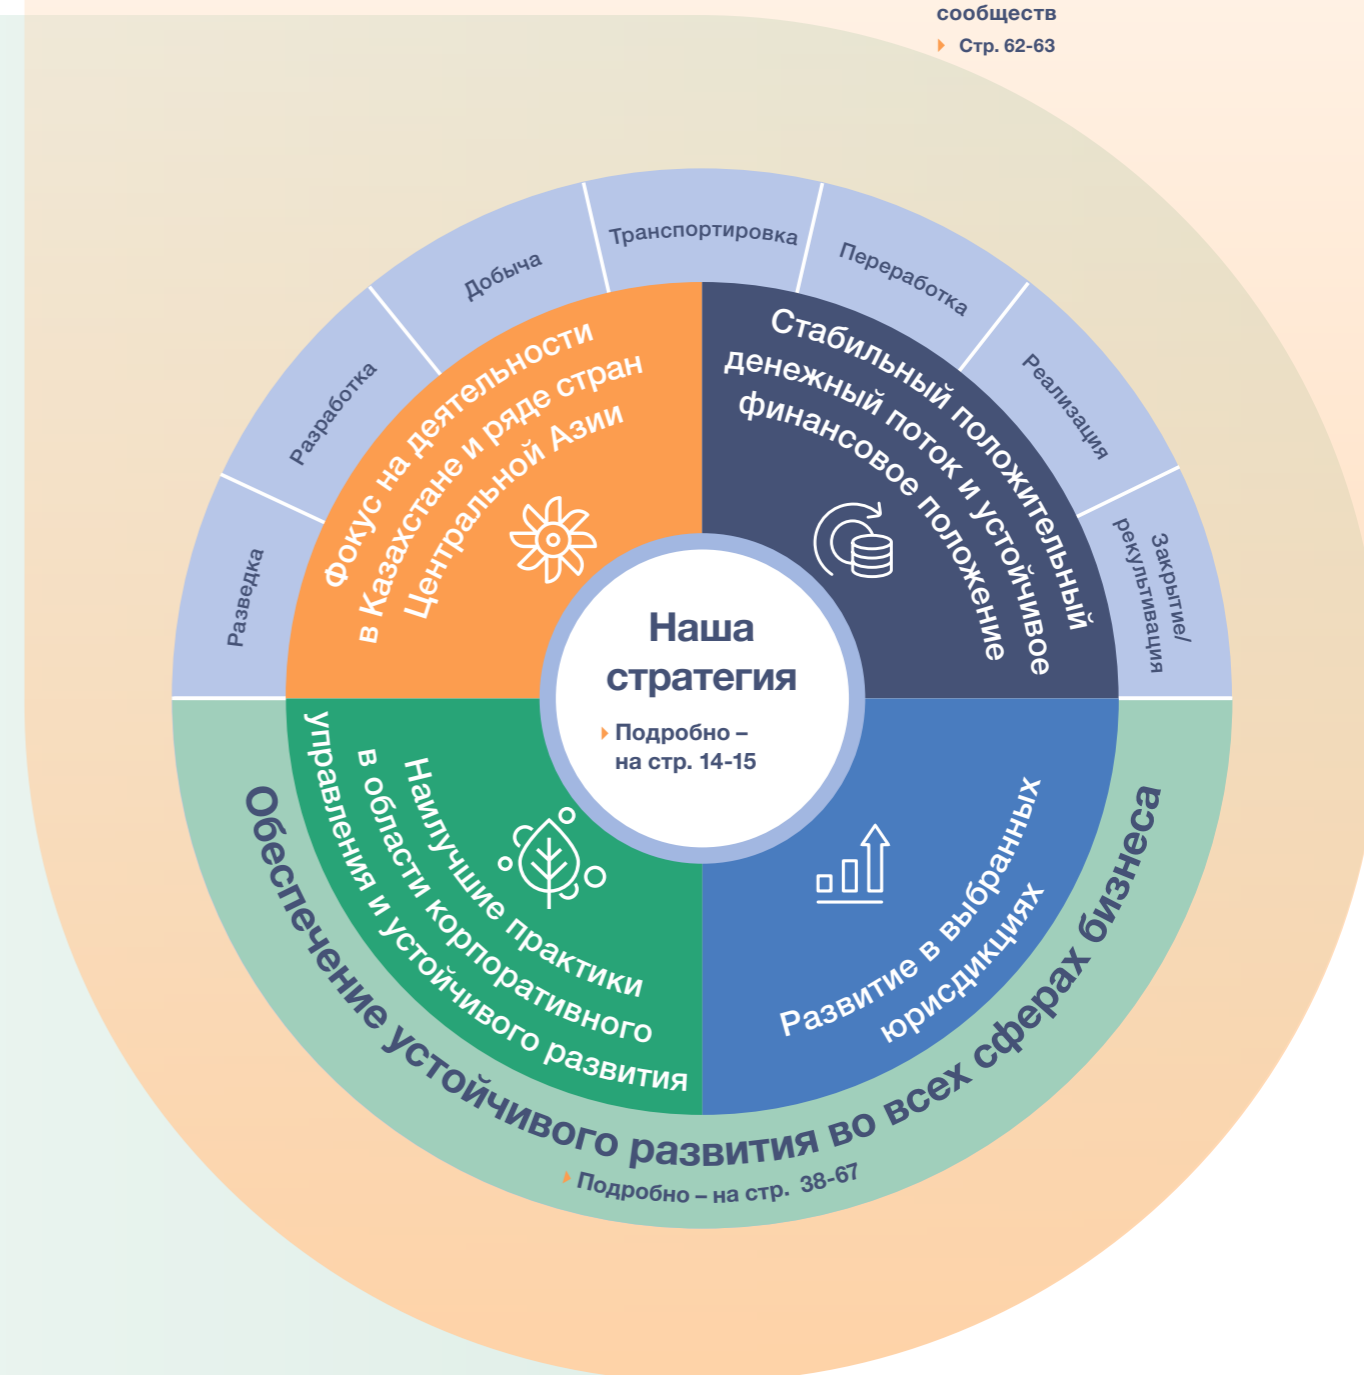 сообществ
Стр. 62-63
Разведка
Разработка
Добыча
Транспортировка
Переработка
Реализация
Закрытие/
рекультивация
Фокус на деятельности
в Казахстане и ряде стран
Центральной Азии
Стабильный положительный
денежный поток и устойчивое
финансовое положение
Наша
стратегия
Подробно –
на стр. 14-15
Наилучшие практики
в области корпоративного
управления и устойчивого развития
Развитие в выбранных
юрисдикциях
Обеспечение устойчивого развития во всех сферах бизнеса
Подробно – на стр. 38-67